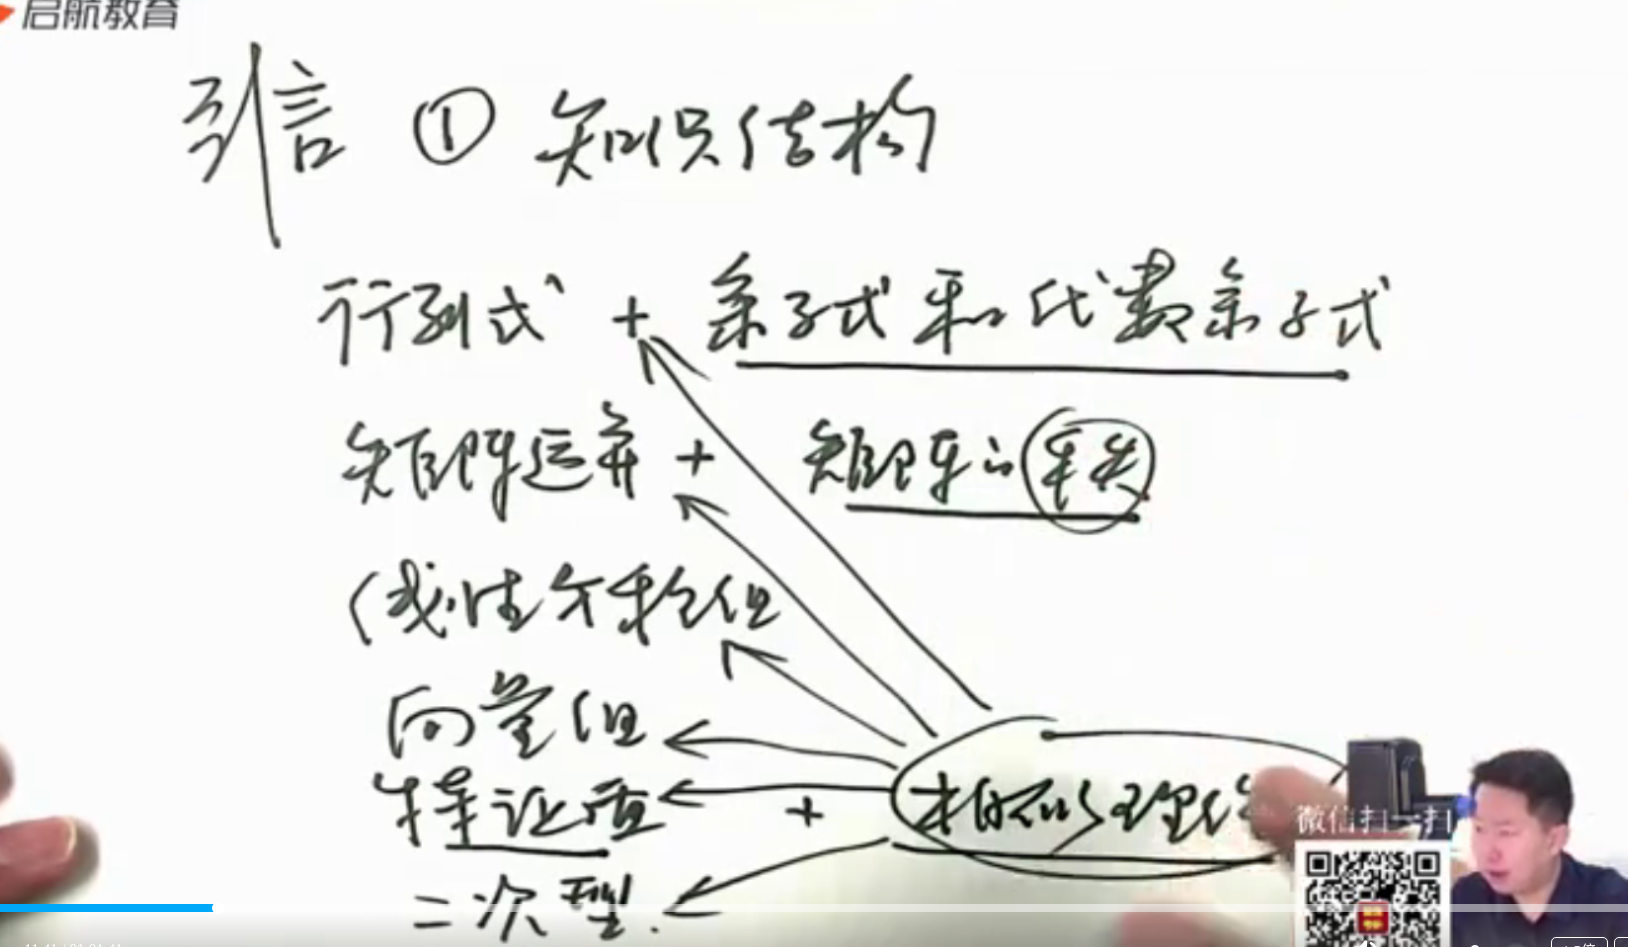 启航教育
引言 ① 知识结构
行列式 + 余子式和代数余子式
矩阵运算 + 矩阵的秩
线性方程组
向量组
特征值 + 相似理论
二次型.
微信扫一扫